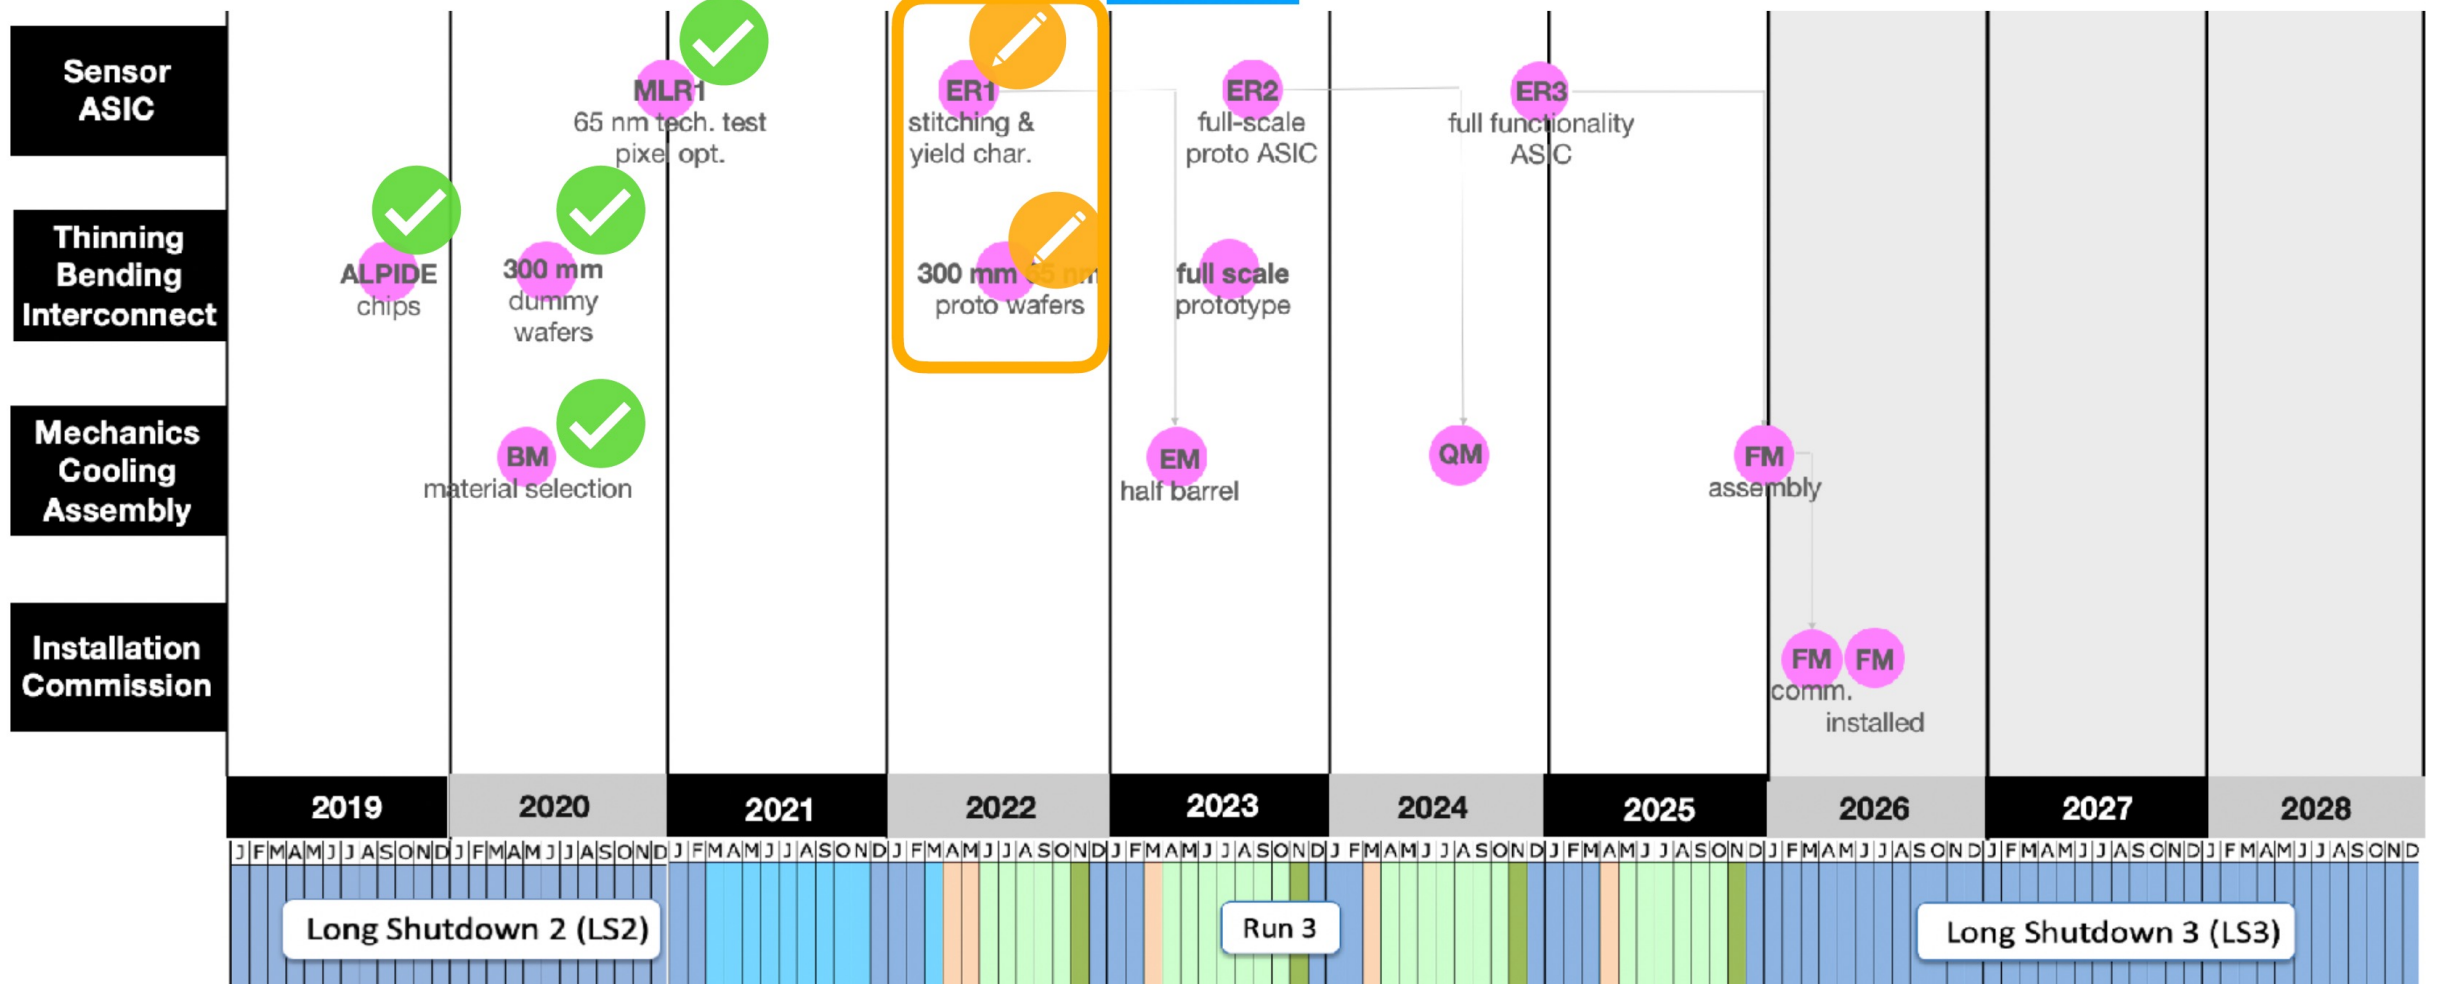 Sensor
ASIC
MLR1
65 nm tech. test
pixel opt.
ER1
stitching &
yield char.
ER2
full-scale
proto ASIC
ER3
full functionality
ASIC
Thinning
Bending
Interconnect
ALPIDE
chips
300 mm
dummy
wafers
300 mm 65 nm
proto wafers
full scale
prototype
Mechanics
Cooling
Assembly
BM
material selection
EM
half barrel
QM
FM
assembly
Installation
Commission
FM
comm.
FM
installed
2019 2020 2021 2022 2023 2024 2025 2026 2027 2028
J F M A M J J A S O N D J F M A M J J A S O N D J F M A M J J A S O N D J F M A M J J A S O N D J F M A M J J A S O N D J F M A M J J A S O N D J F M A M J J A S O N D J F M A M J J A S O N D J F M A M J J A S O N D J F M A M J J A S O N D
Long Shutdown 2 (LS2)
Run 3
Long Shutdown 3 (LS3)